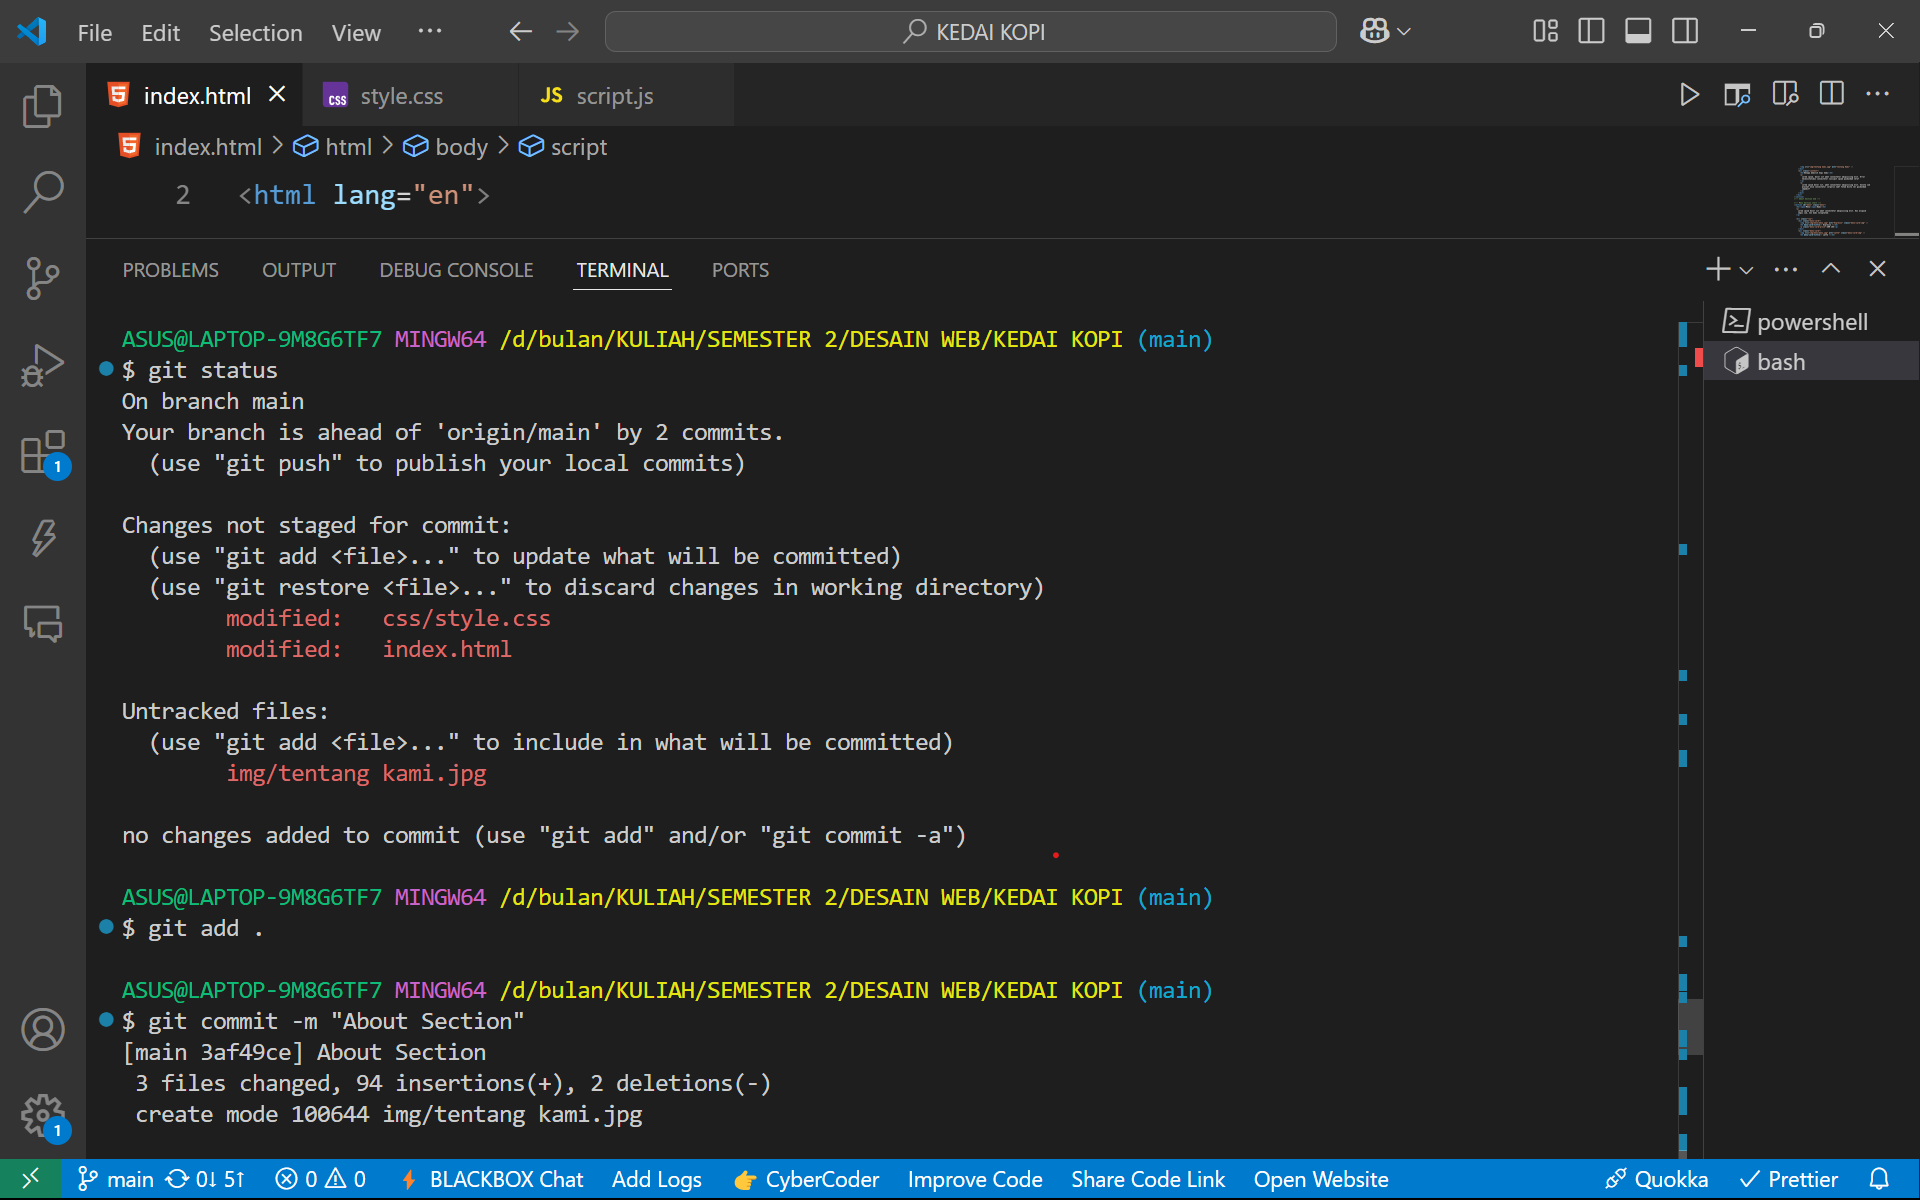 File Edit Selection View ··· KEDAI KOPI
index.html style.css JS script.js
index.html > html > body > script
2 <html lang="en">
PROBLEMS OUTPUT DEBUG CONSOLE TERMINAL PORTS
powershell
bash
ASUS@LAPTOP-9M8G6TF7 MINGW64 /d/bulan/KULIAH/SEMESTER 2/DESAIN WEB/KEDAI KOPI (main)
$ git status
On branch main
Your branch is ahead of 'origin/main' by 2 commits.
(use "git push" to publish your local commits)
Changes not staged for commit:
(use "git add <file>..." to update what will be committed)
(use "git restore <file>..." to discard changes in working directory)
modified: css/style.css
modified: index.html
Untracked files:
(use "git add <file>..." to include in what will be committed)
img/tentang kami.jpg
no changes added to commit (use "git add" and/or "git commit -a")
ASUS@LAPTOP-9M8G6TF7 MINGW64 /d/bulan/KULIAH/SEMESTER 2/DESAIN WEB/KEDAI KOPI (main)
$ git add .
ASUS@LAPTOP-9M8G6TF7 MINGW64 /d/bulan/KULIAH/SEMESTER 2/DESAIN WEB/KEDAI KOPI (main)
$ git commit -m "About Section"
[main 3af49ce] About Section
3 files changed, 94 insertions(+), 2 deletions(-)
create mode 100644 img/tentang kami.jpg
1
1
main 0↓ 5↑ 0 0 BLACKBOX Chat Add Logs CyberCoder Improve Code Share Code Link Open Website Quokka Prettier